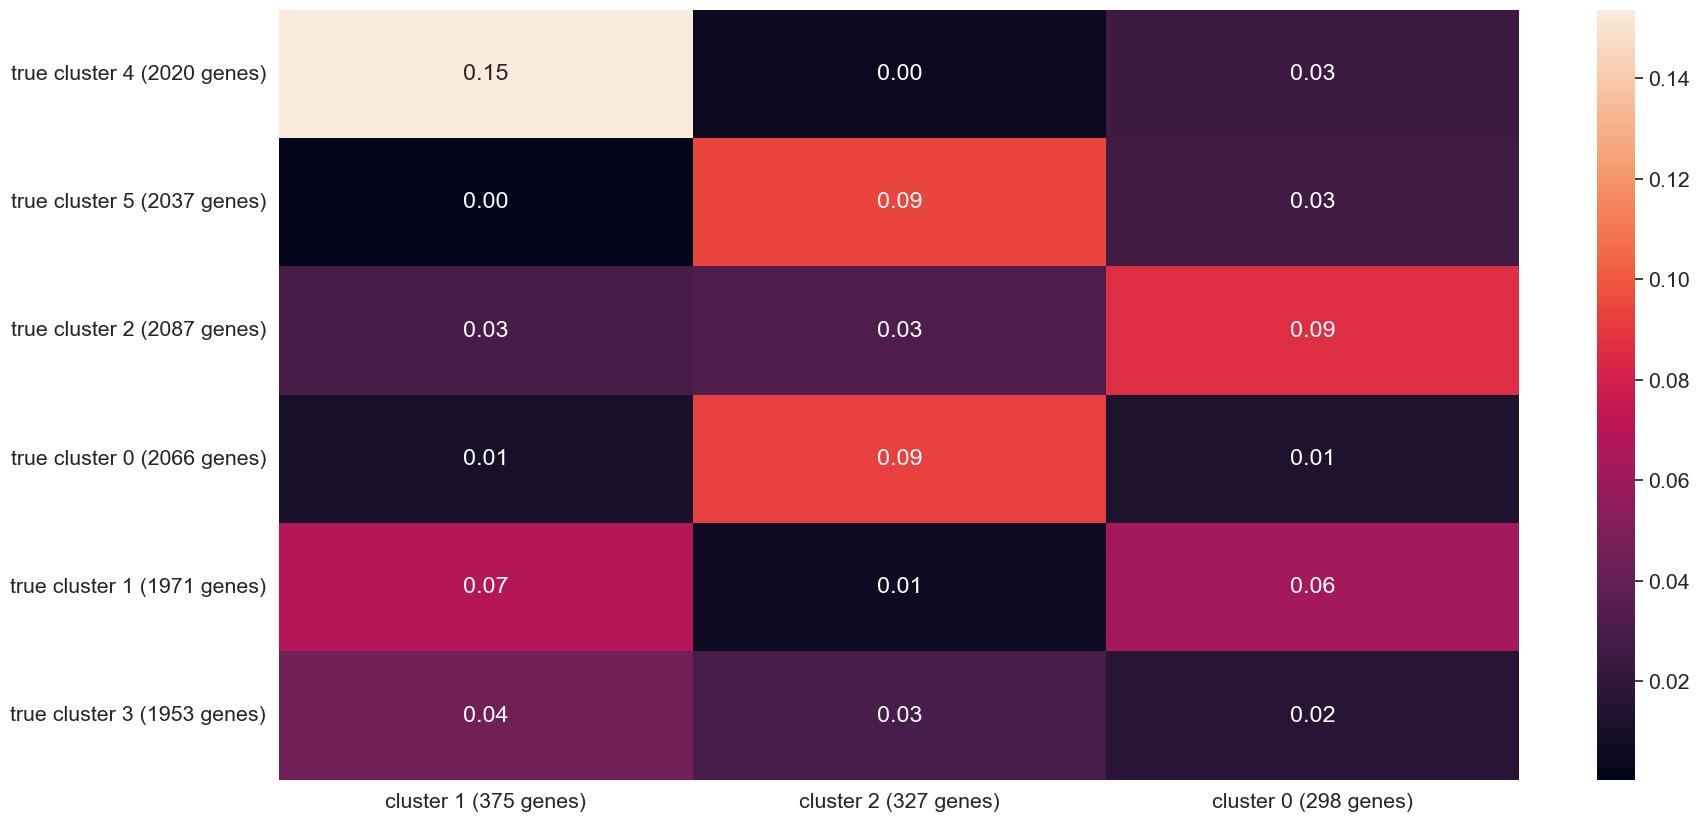 true cluster 4 (2020 genes) 0.15 0.00 0.03
true cluster 5 (2037 genes) 0.00 0.09 0.03
true cluster 2 (2087 genes) 0.03 0.03 0.09
true cluster 0 (2066 genes) 0.01 0.09 0.01
true cluster 1 (1971 genes) 0.07 0.01 0.06
true cluster 3 (1953 genes) 0.04 0.03 0.02
cluster 1 (375 genes) cluster 2 (327 genes) cluster 0 (298 genes)
0.14
0.12
0.10
0.08
0.06
0.04
0.02